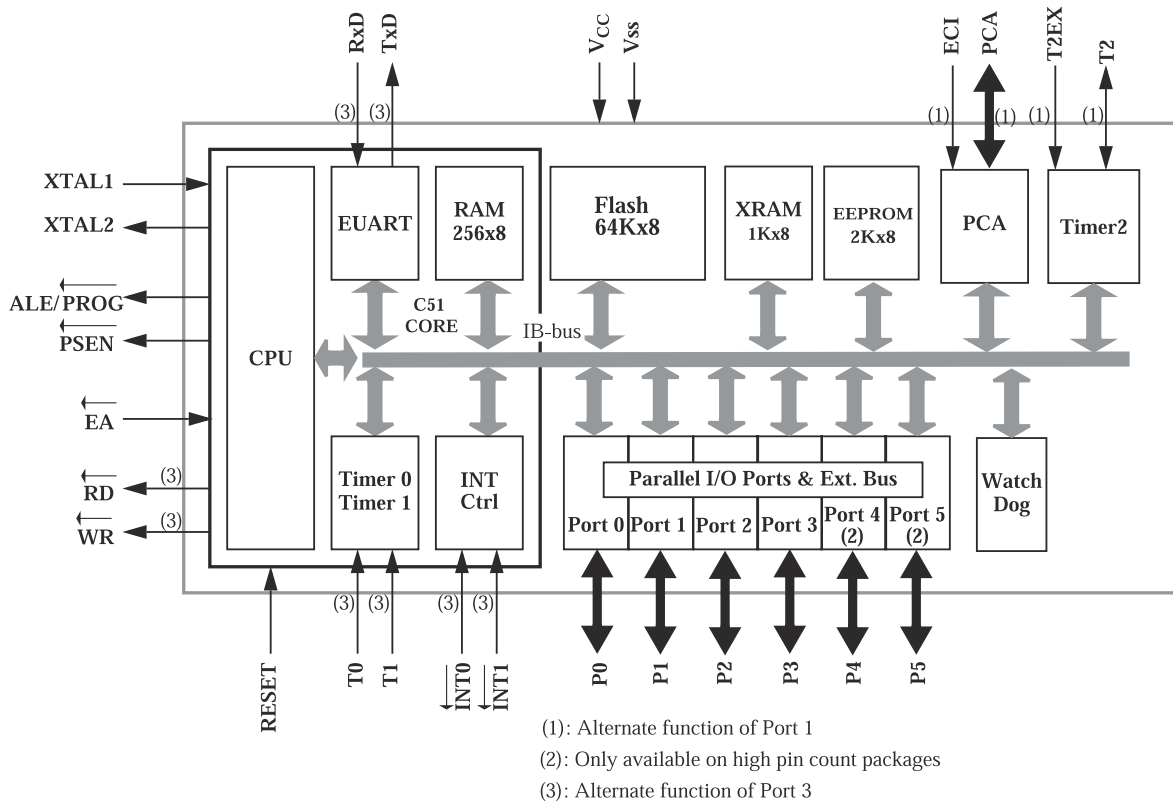 RxD
TxD
VCC
Vss
ECI
PCA
T2EX
T2
(3)
(3)
(1)
(1)
(1)
(1)
XTAL1
XTAL2
ALE/PROG
PSEN
EA
RD
(3)
WR
(3)
CPU
EUART
RAM
256x8
Flash
64Kx8
XRAM
1Kx8
EEPROM
2Kx8
PCA
Timer2
C51
CORE
IB-bus
Timer 0
Timer 1
INT
Ctrl
Parallel I/O Ports & Ext. Bus
Port 0
Port 1
Port 2
Port 3
Port 4
(2)
Port 5
(2)
Watch
Dog
(3)
(3)
(3)
(3)
RESET
T0
T1
INT0
INT1
P0
P1
P2
P3
P4
P5
(1): Alternate function of Port 1
(2): Only available on high pin count packages
(3): Alternate function of Port 3